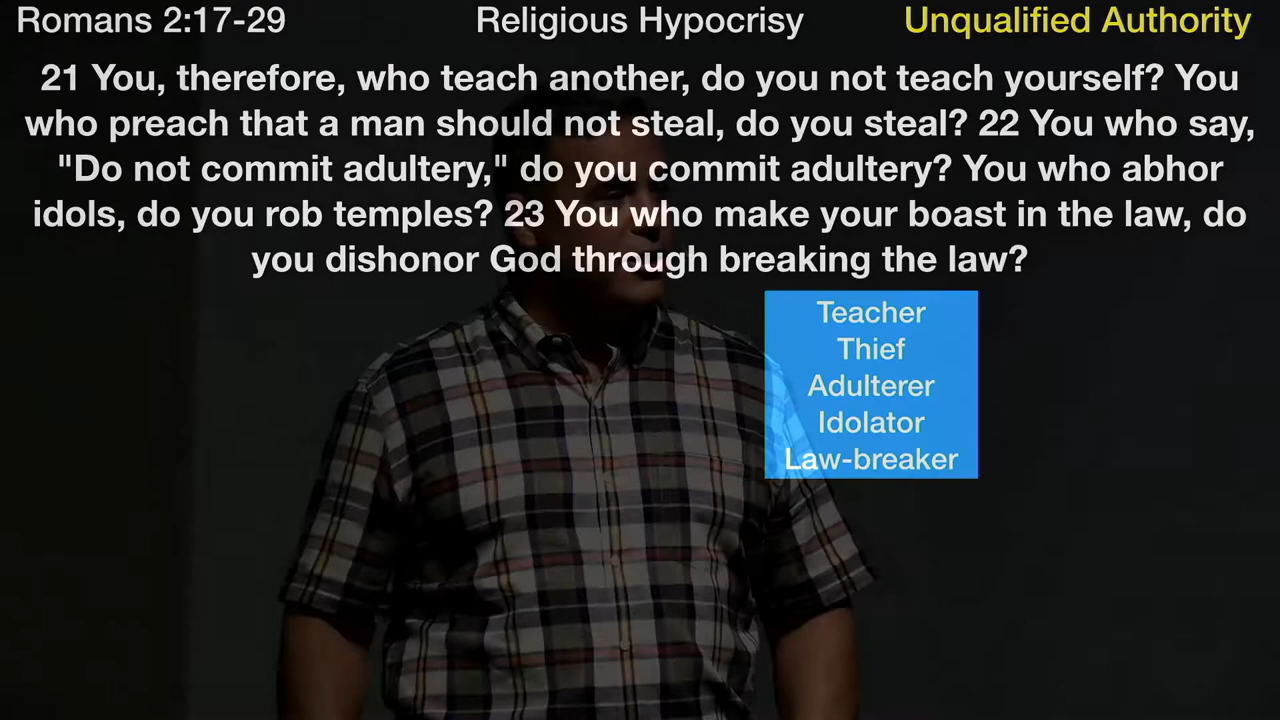 Romans 2:17-29 Religious Hypocrisy Unqualified Authority
21 You, therefore, who teach another, do you not teach yourself? You
who preach that a man should not steal, do you steal? 22 You who say,
"Do not commit adultery," do you commit adultery? You who abhor
idols, do you rob temples? 23 You who make your boast in the law, do
you dishonor God through breaking the law?
Teacher
Thief
Adulterer
Idolator
Law-breaker